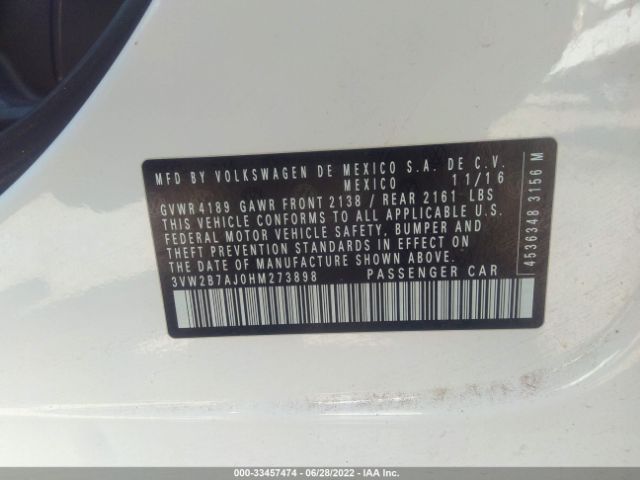 MFD BY VOLKSWAGEN DE MEXICO S.A. DE C.V.
MEXICO 11/16
GVWR 4189 GAWR FRONT 2138 / REAR 2161 LBS
THIS VEHICLE CONFORMS TO ALL APPLICABLE U.S.
FEDERAL MOTOR VEHICLE SAFETY, BUMPER AND
THEFT PREVENTION STANDARDS IN EFFECT ON
THE DATE OF MANUFACTURE SHOWN ABOVE.
3VW2B7AJ0HM273898 PASSENGER CAR
4536348 3156 M
000-33457474 - 06/28/2022 - IAA Inc.